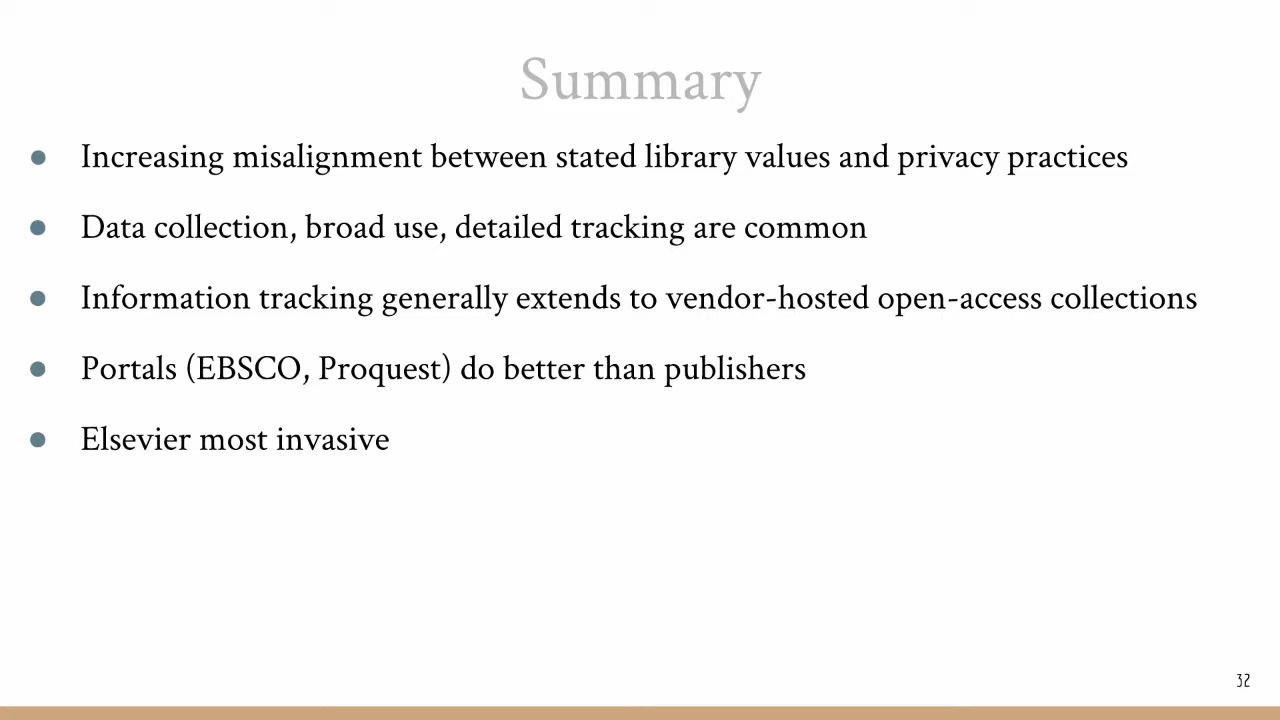 Summary
● Increasing misalignment between stated library values and privacy practices
● Data collection, broad use, detailed tracking are common
● Information tracking generally extends to vendor-hosted open-access collections
● Portals (EBSCO, Proquest) do better than publishers
● Elsevier most invasive
32